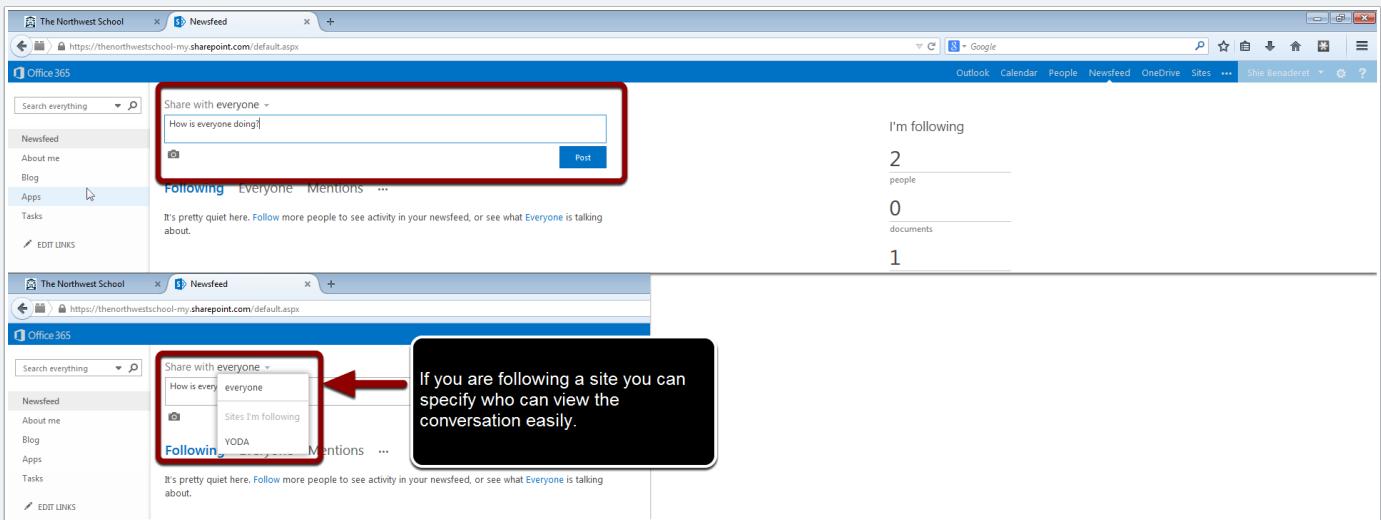 The Northwest School × Newsfeed × +
https://thenorthwestschool-my.sharepoint.com/default.aspx Google
Office 365 Outlook Calendar People Newsfeed OneDrive Sites ••• Shie Benaderet ?
Search everything
Newsfeed
About me
Blog
Apps
Tasks
EDIT LINKS
Share with everyone
How is everyone doing?
Post
Following Everyone Mentions •••
It's pretty quiet here. Follow more people to see activity in your newsfeed, or see what Everyone is talking
about.
I'm following
2
people
0
documents
1
The Northwest School × Newsfeed × +
https://thenorthwestschool-my.sharepoint.com/default.aspx
Office 365
Search everything
Newsfeed
About me
Blog
Apps
Tasks
EDIT LINKS
Share with everyone
How is every
everyone
Sites I'm following
YODA
Following Everyone Mentions •••
It's pretty quiet here. Follow more people to see activity in your newsfeed, or see what Everyone is talking
about.
If you are following a site you can
specify who can view the
conversation easily.